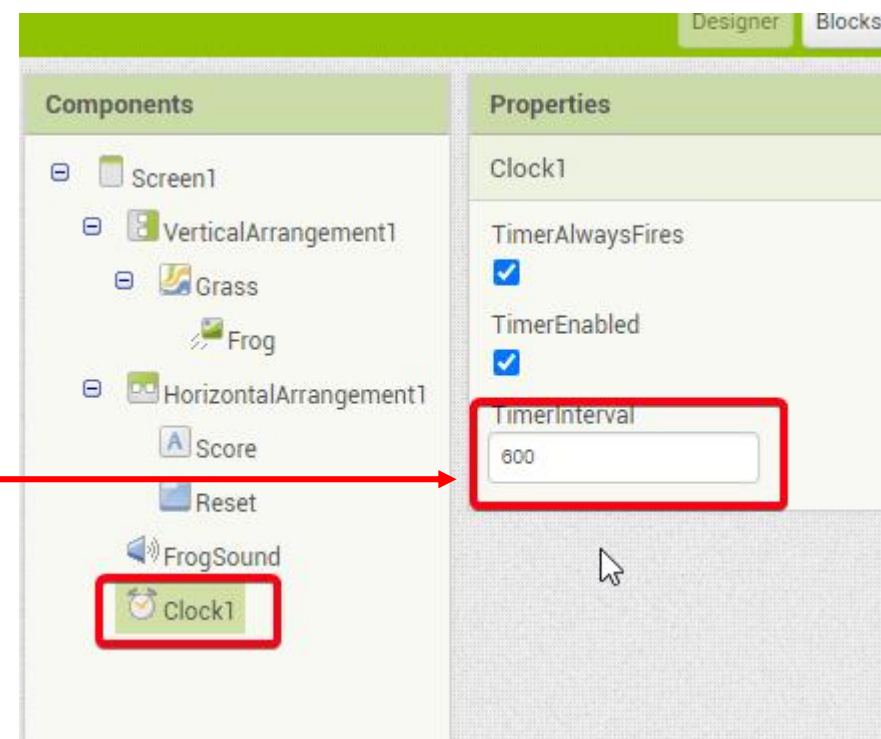 Designer
Blocks
Components
Screen1
VerticalArrangement1
Grass
Frog
HorizontalArrangement1
A
Score
Reset
FrogSound
Clock1
Properties
Clock1
TimerAlwaysFires
TimerEnabled
TimerInterval
600